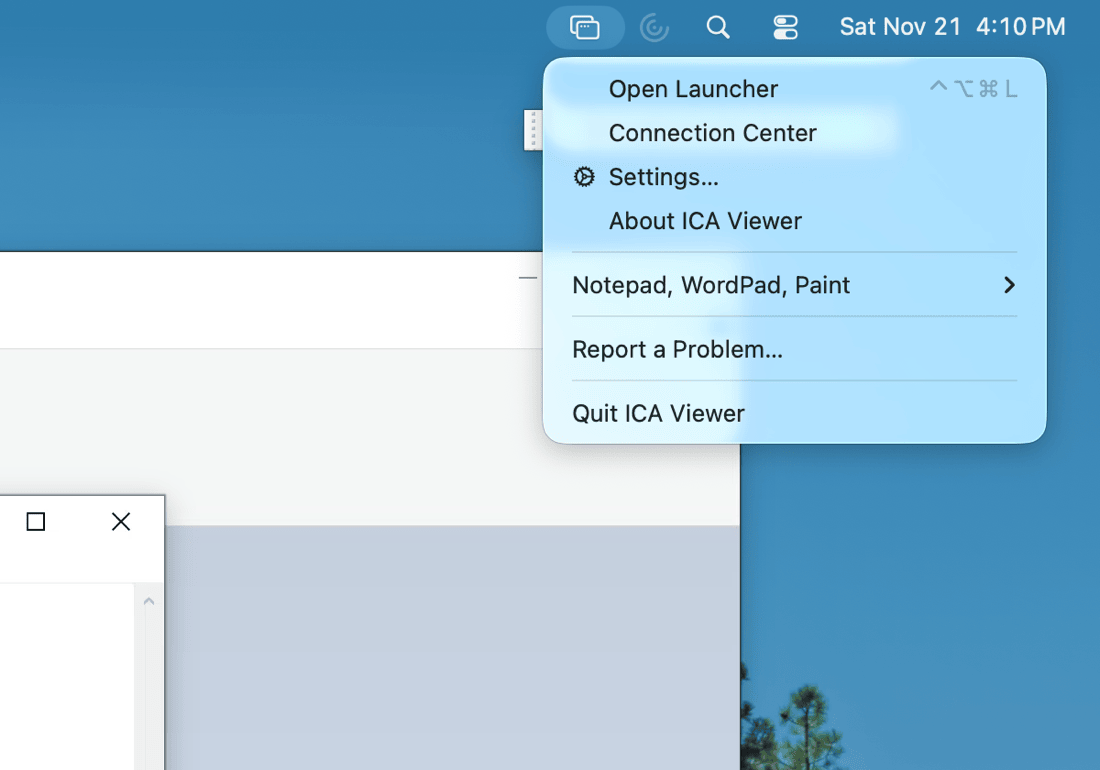 Sat Nov 21 4:10 PM
Open Launcher ⌃⌥⌘L
Connection Center
Settings...
About ICA Viewer
Notepad, WordPad, Paint
Report a Problem...
Quit ICA Viewer